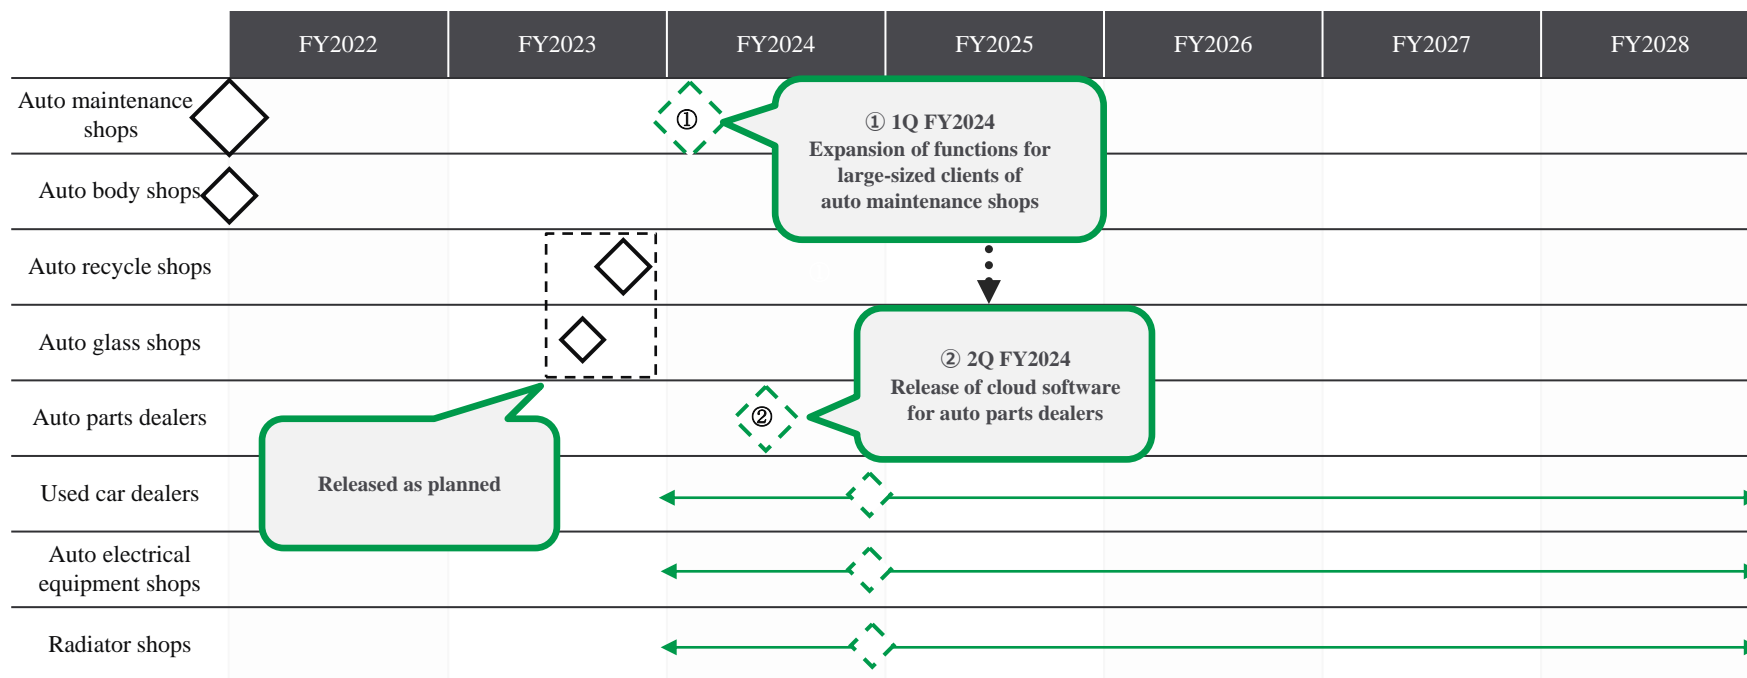 FY2022 FY2023 FY2024 FY2025 FY2026 FY2027 FY2028
Auto maintenance
shops
①
① 1Q FY2024
Expansion of functions for
large-sized clients of
auto maintenance shops
Auto body shops
Auto recycle shops
Auto glass shops
② 2Q FY2024
Release of cloud software
for auto parts dealers
Auto parts dealers
②
Released as planned
Used car dealers
Auto electrical
equipment shops
Radiator shops